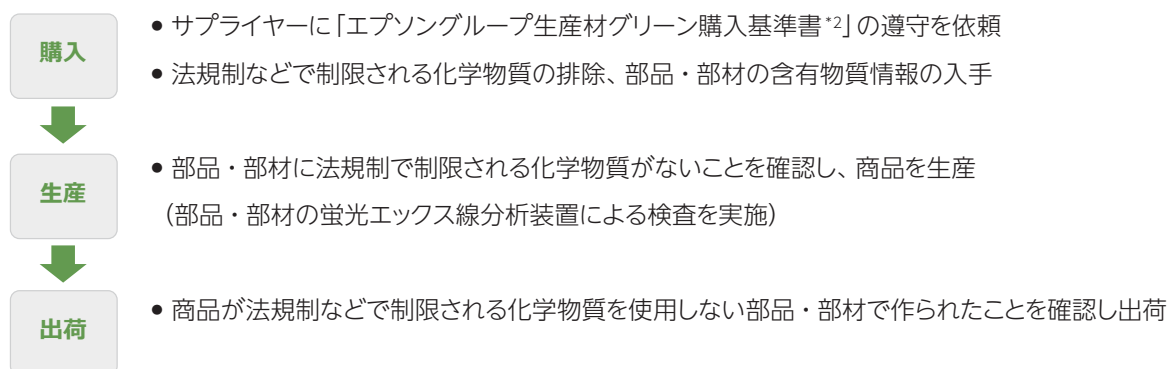 購入
● サプライヤーに「エプソングループ生産材グリーン購入基準書*2」の遵守を依頼
● 法規制などで制限される化学物質の排除、部品・部材の含有物質情報の入手
生産
● 部品・部材に法規制で制限される化学物質がないことを確認し、商品を生産
(部品・部材の蛍光エックス線分析装置による検査を実施)
出荷
● 商品が法規制などで制限される化学物質を使用しない部品・部材で作られたことを確認し出荷